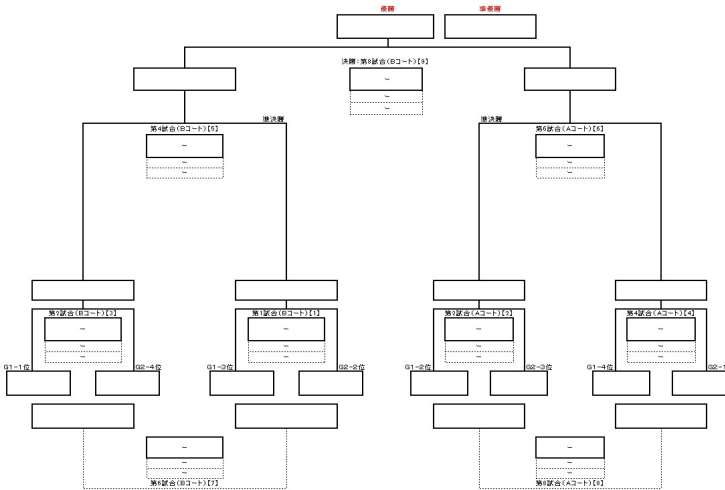 優勝 準優勝
決勝:第8試合(Bコート)【9】
準決勝 準決勝
第4試合(Bコート)【5】 第6試合(Aコート)【6】
第2試合(Bコート)【3】 第1試合(Bコート)【1】 第2試合(Aコート)【2】 第4試合(Aコート)【4】
G1-1位 G2-4位 G1-3位 G2-2位 G1-2位 G2-3位 G1-4位 G2-1
第6試合(Bコート)【7】 第8試合(Aコート)【8】